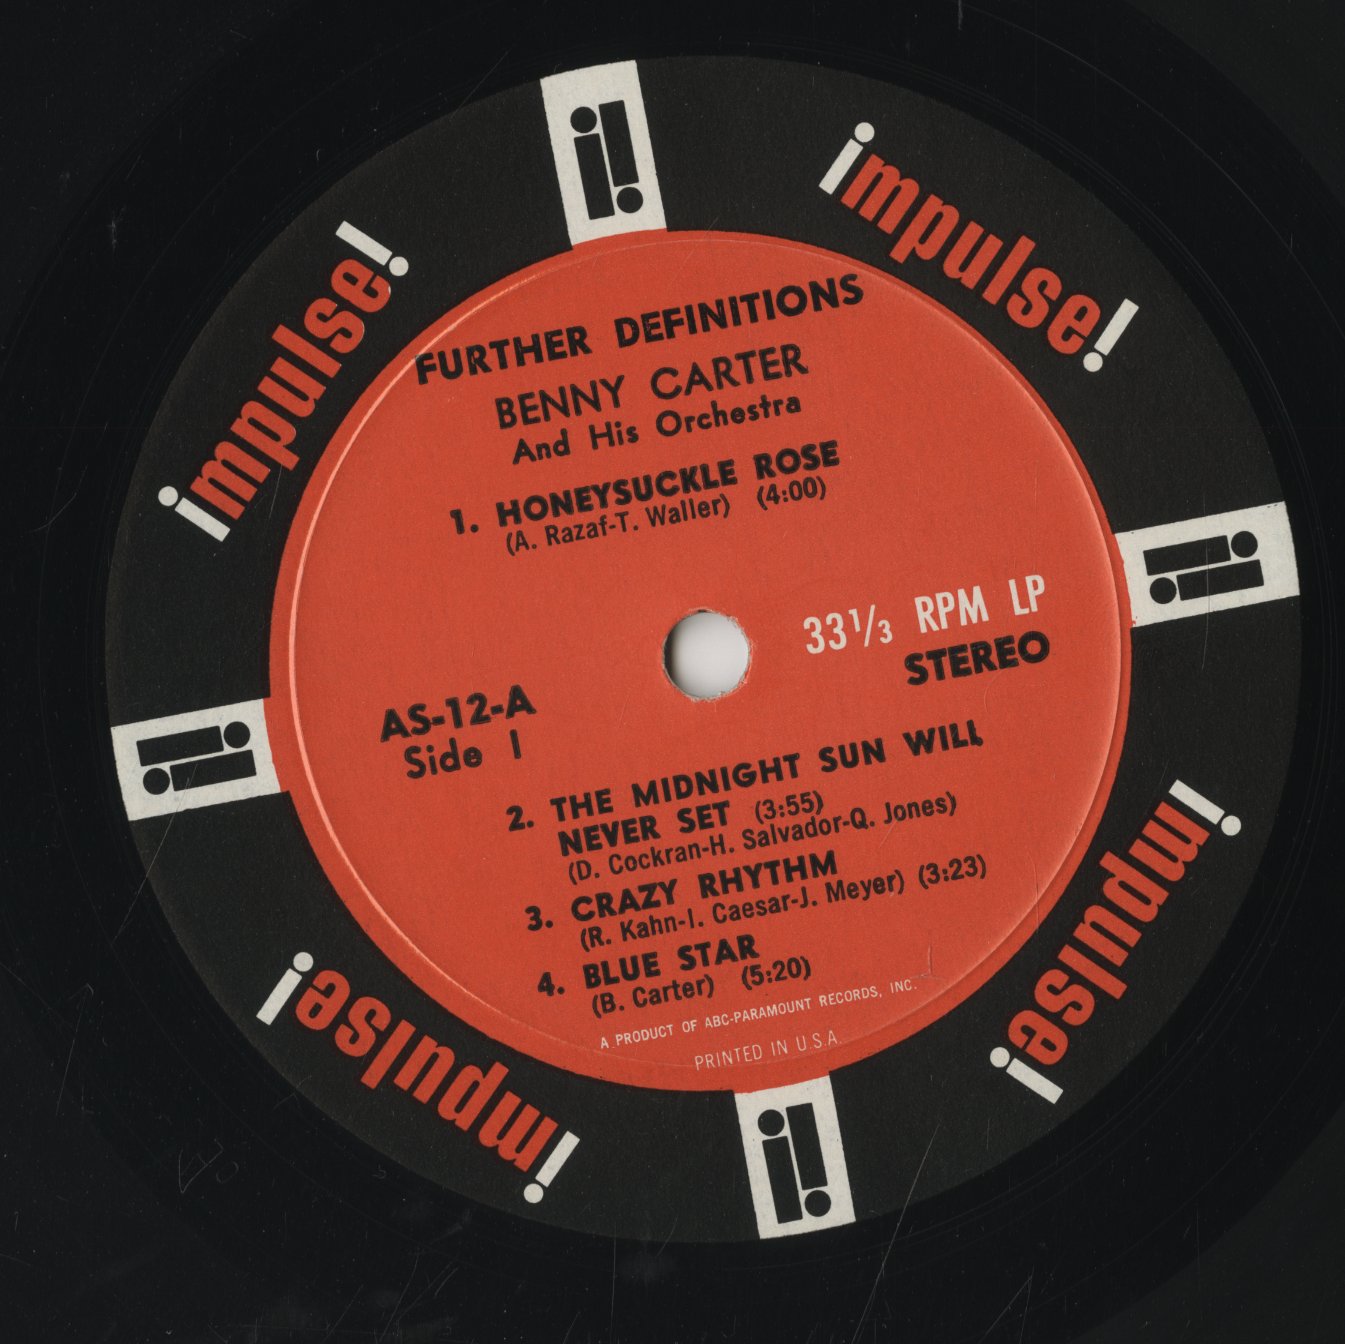 impulse!
impulse!
FURTHER DEFINITIONS
BENNY CARTER
And His Orchestra
1. HONEYSUCKLE ROSE
(A. Razaf-T. Waller) (4:00)
33 1/3 RPM LP
STEREO
AS-12-A
Side 1
2. THE MIDNIGHT SUN WILL
NEVER SET (3:55)
(D. Cockran-H. Salvador-Q. Jones)
3. CRAZY RHYTHM
(R. Kahn-I. Caesar-J. Meyer) (3:23)
4. BLUE STAR
(B. Carter) (5:20)
A PRODUCT OF ABC-PARAMOUNT RECORDS, INC.
PRINTED IN U.S.A.
impulse!
impulse!